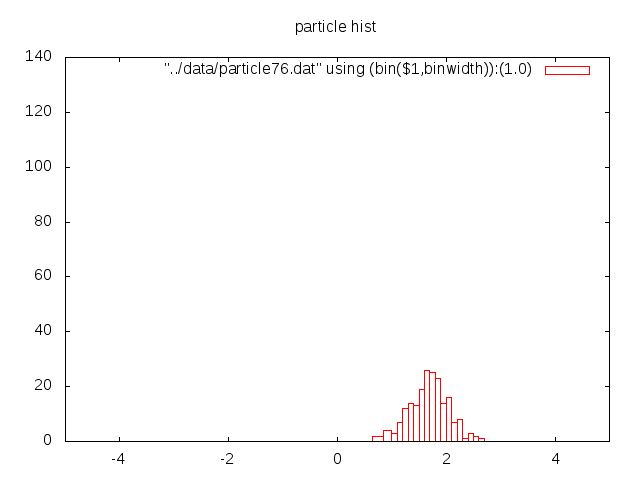 particle hist
140
"../data/particle76.dat" using (bin($1,binwidth)):(1.0)
120
100
80
60
40
20
0
-4 -2 0 2 4